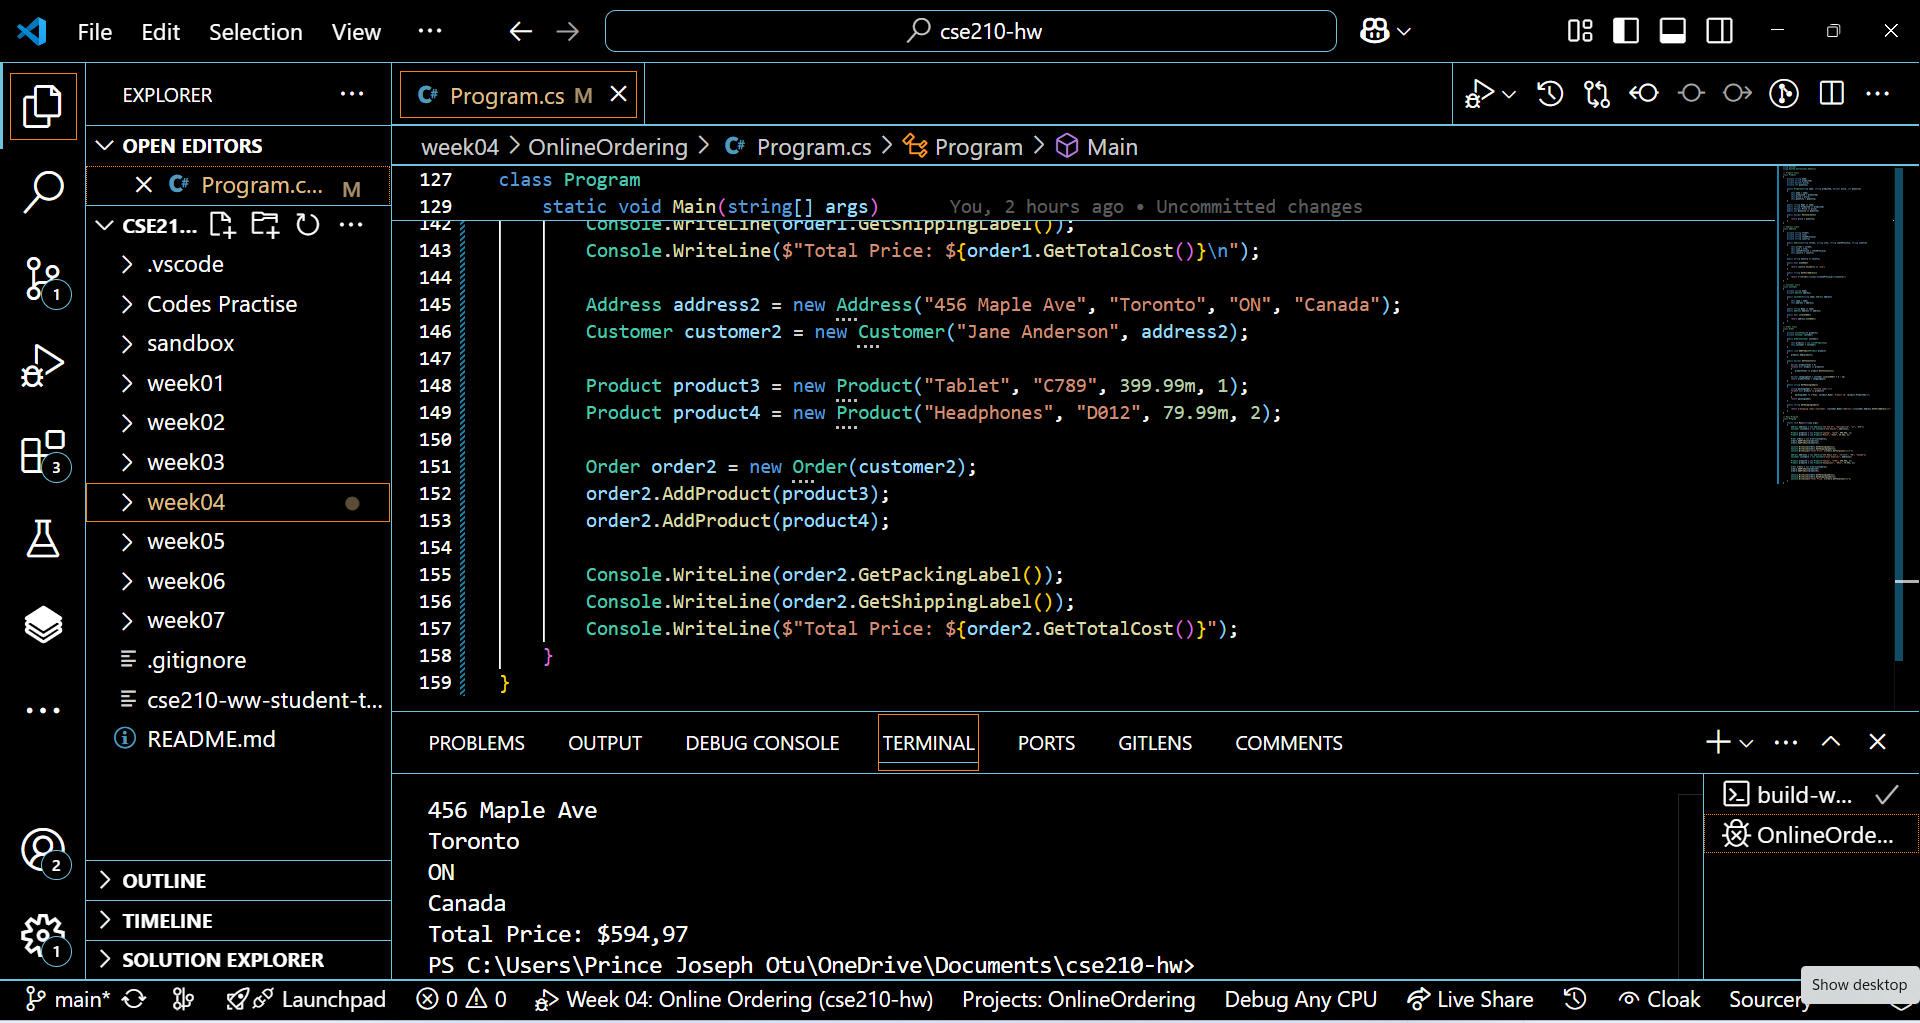 File Edit Selection View ··· cse210-hw
EXPLORER ···
OPEN EDITORS
Program.c... M
CSE21... ···
.vscode
Codes Practise
sandbox
week01
week02
week03
week04
week05
week06
week07
.gitignore
cse210-ww-student-t...
README.md
OUTLINE
TIMELINE
SOLUTION EXPLORER
1
3
2
1
C# Program.cs M
week04 > OnlineOrdering > C# Program.cs > Program > Main
127 class Program
129 static void Main(string[] args) You, 2 hours ago • Uncommitted changes
142 Console.WriteLine(order1.GetShippingLabel());
143 Console.WriteLine($"Total Price: ${order1.GetTotalCost()}\n");
144
145 Address address2 = new Address("456 Maple Ave", "Toronto", "ON", "Canada");
146 Customer customer2 = new Customer("Jane Anderson", address2);
147
148 Product product3 = new Product("Tablet", "C789", 399.99m, 1);
149 Product product4 = new Product("Headphones", "D012", 79.99m, 2);
150
151 Order order2 = new Order(customer2);
152 order2.AddProduct(product3);
153 order2.AddProduct(product4);
154
155 Console.WriteLine(order2.GetPackingLabel());
156 Console.WriteLine(order2.GetShippingLabel());
157 Console.WriteLine($"Total Price: ${order2.GetTotalCost()}");
158 }
159 }
PROBLEMS OUTPUT DEBUG CONSOLE TERMINAL PORTS GITLENS COMMENTS
456 Maple Ave
Toronto
ON
Canada
Total Price: $594,97
PS C:\Users\Prince Joseph Otu\OneDrive\Documents\cse210-hw>
build-w...
OnlineOrde...
main* Launchpad 0 0 Week 04: Online Ordering (cse210-hw) Projects: OnlineOrdering Debug Any CPU Live Share Cloak Sourcery
Show desktop